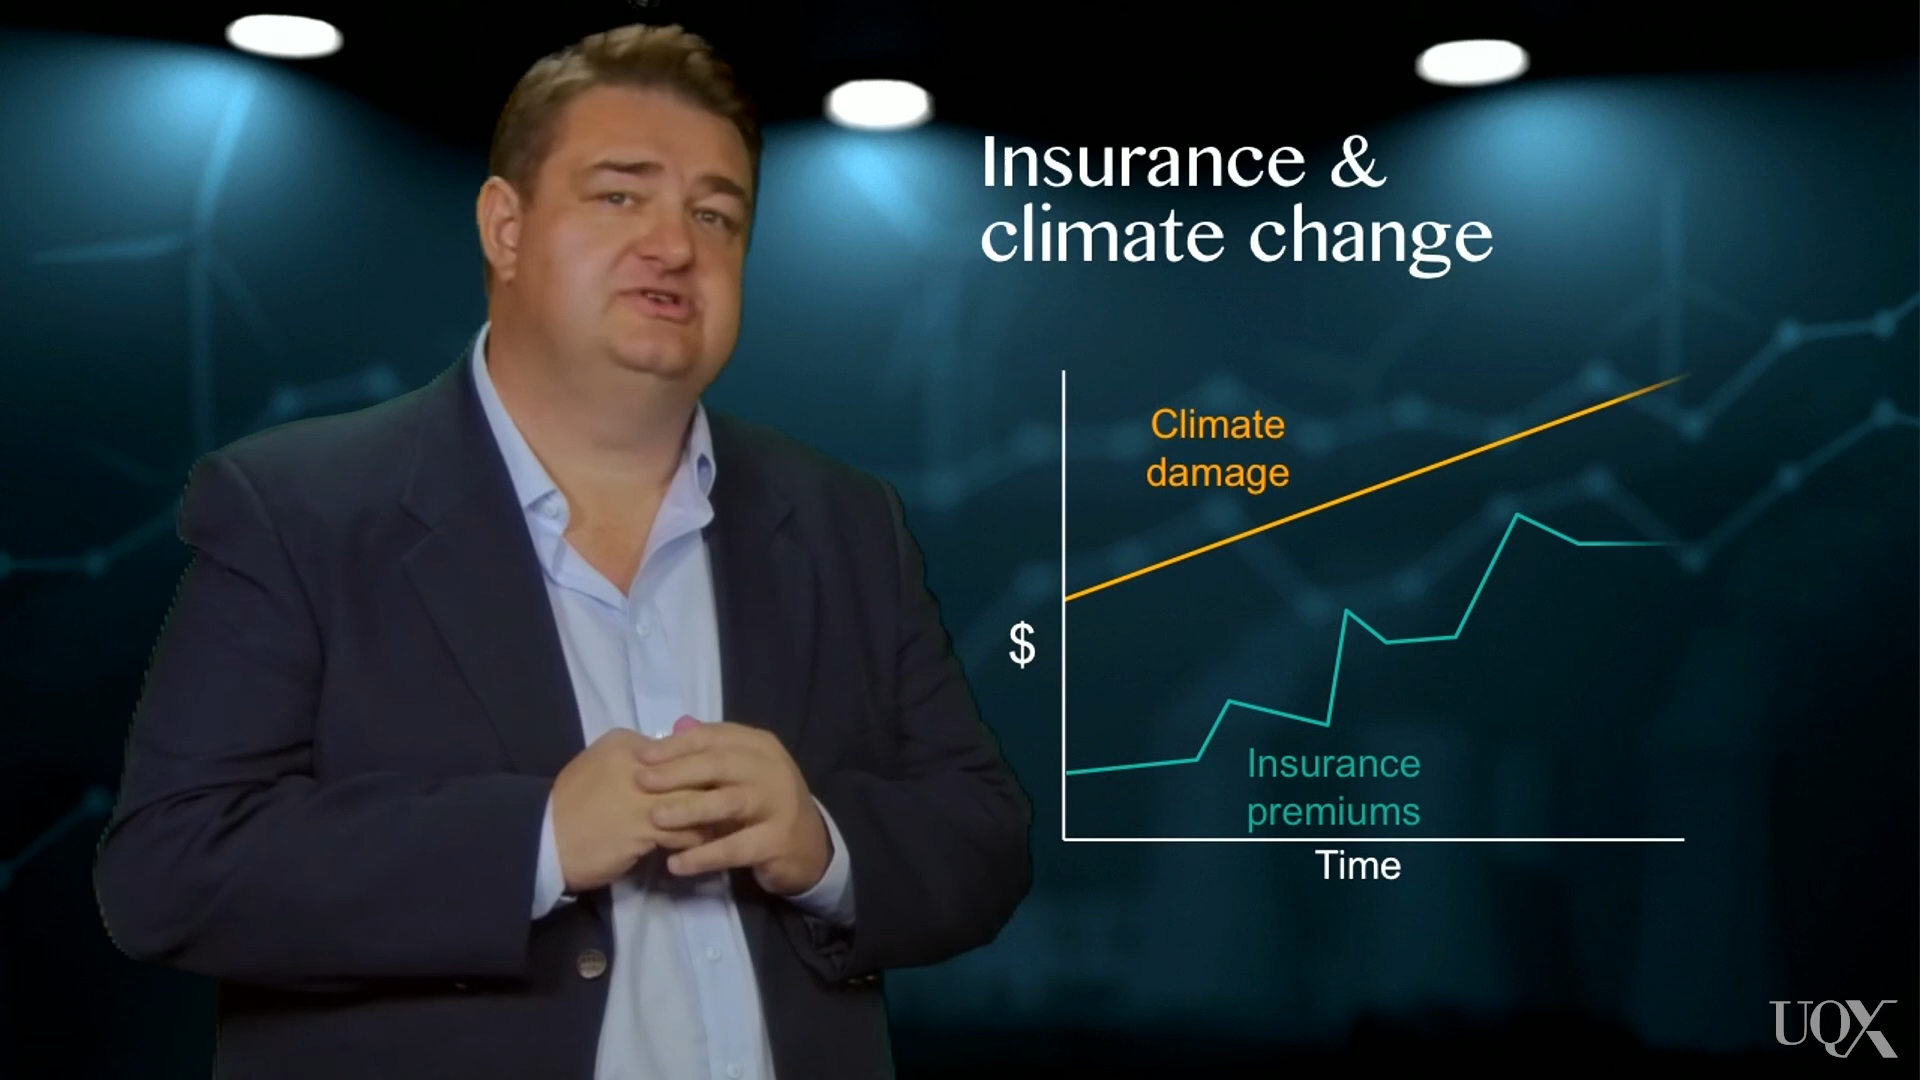 Insurance &
climate change
Climate
damage
$
Insurance
premiums
Time
UQX